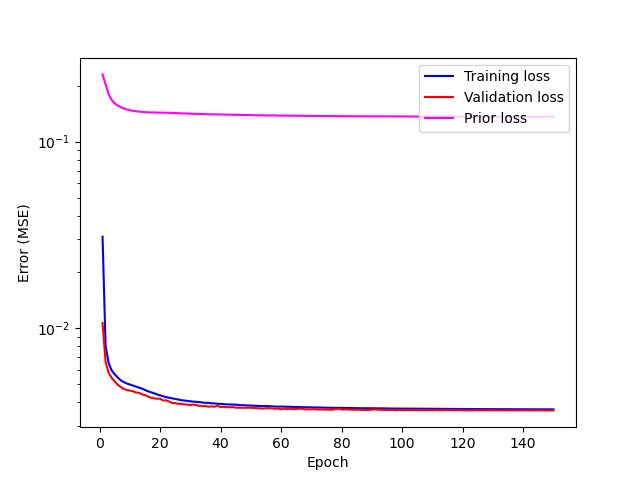 Training loss
Validation loss
Prior loss
10⁻¹
10⁻²
Error (MSE)
0 20 40 60 80 100 120 140
Epoch